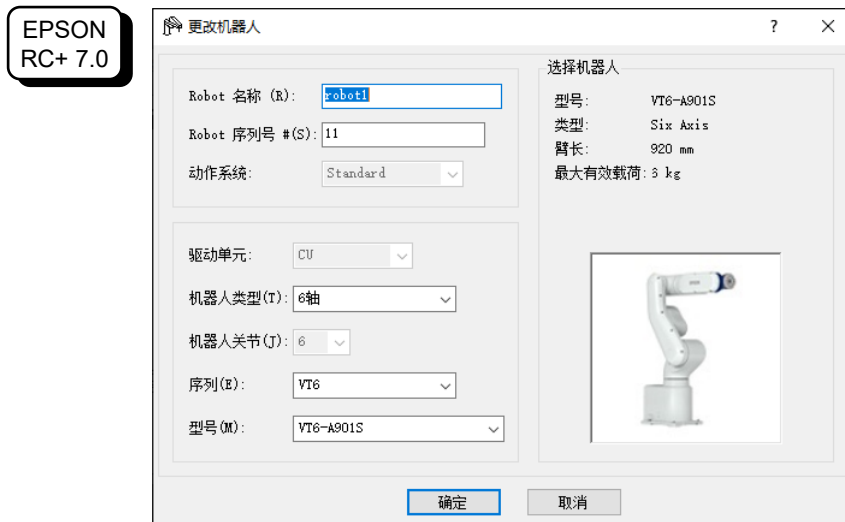 EPSON
RC+ 7.0
更改机器人
?
Robot 名称 (R):
robot1
Robot 序列号 #(S):
11
动作系统:
Standard
驱动单元:
CU
机器人类型(T):
6轴
机器人关节(J):
6
序列(E):
VT6
型号(M):
VT6-A901S
选择机器人
型号: VT6-A901S
类型: Six Axis
臂长: 920 mm
最大有效载荷: 6 kg
确定
取消